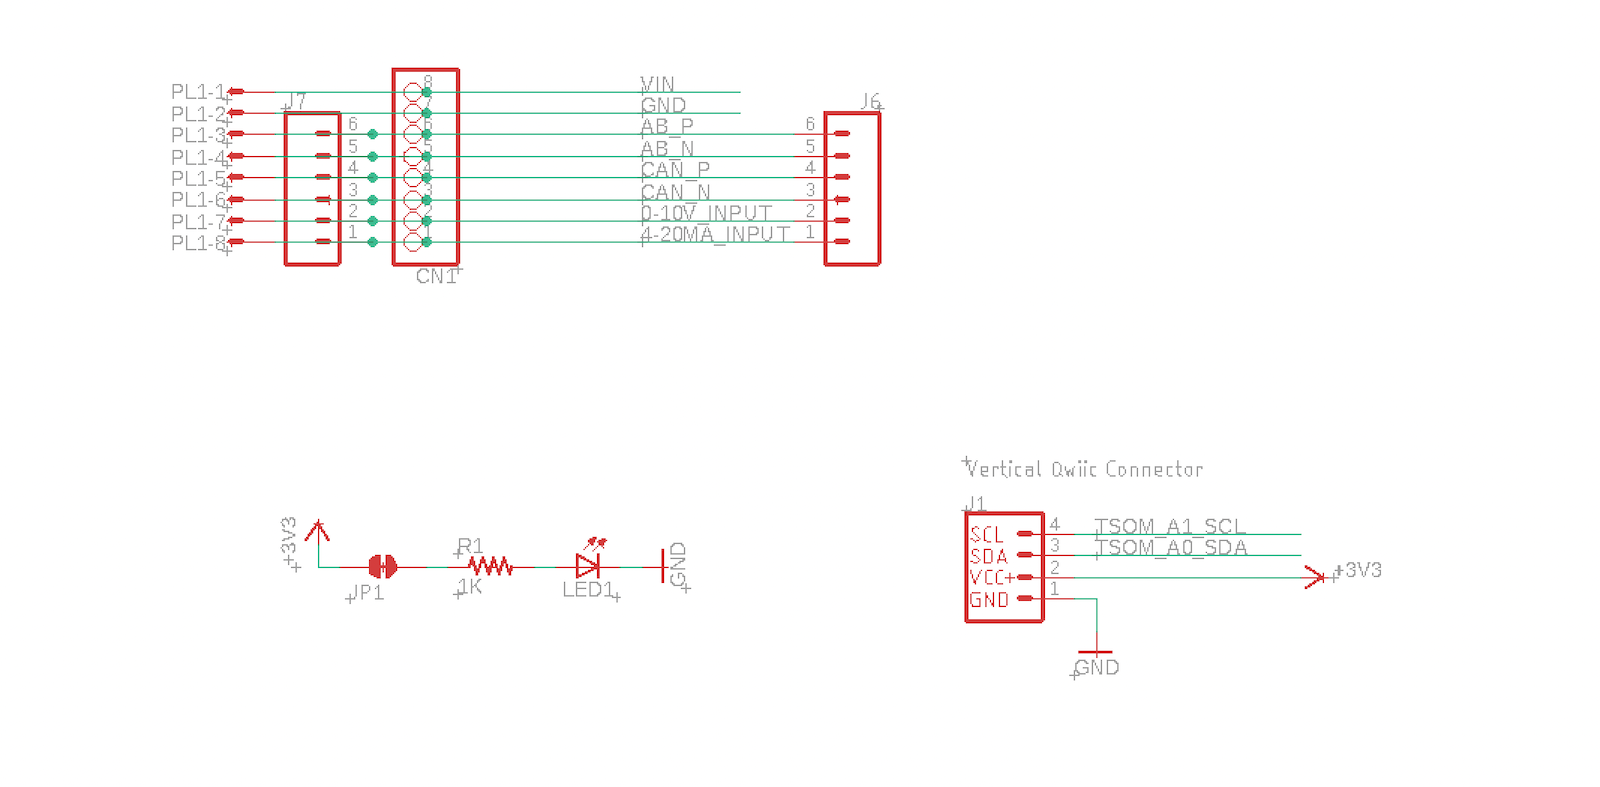 PL1-1
PL1-2
PL1-3
PL1-4
PL1-5
PL1-6
PL1-7
PL1-8
J7
6
5
4
3
2
1
8
7
6
5
4
3
2
1
CN1
VIN
GND
AB_P
AB_N
CAN_P
CAN_N
0-10V_INPUT
4-20MA_INPUT
J6
6
5
4
3
2
1
+3V3
JP1
R1
1K
LED1
GND
Vertical Qwiic Connector
J1
SCL 4 TSOM_A1_SCL
SDA 3 TSOM_A0_SDA
VCC 2 +3V3
GND 1
GND